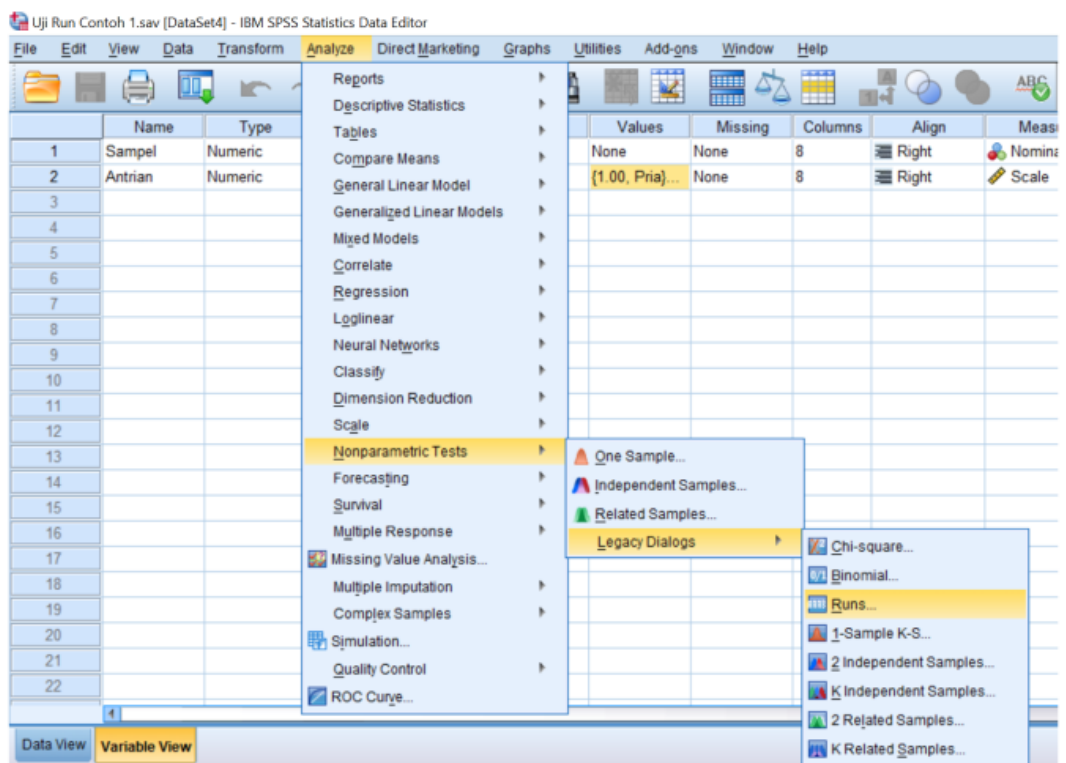 Uji Run Contoh 1.sav [DataSet4] - IBM SPSS Statistics Data Editor
File Edit View Data Transform Analyze Direct Marketing Graphs Utilities Add-ons Window Help
ABC
A
1
Name Type Values Missing Columns Align Meas
1 Sampel Numeric None None 8 Right Nomina
2 Antrian Numeric {1.00, Pria}... None 8 Right Scale
3
4
5
6
7
8
9
10
11
12
13
14
15
16
17
18
19
20
21
22
Reports
Descriptive Statistics
Tables
Compare Means
General Linear Model
Generalized Linear Models
Mixed Models
Correlate
Regression
Loglinear
Neural Networks
Classify
Dimension Reduction
Scale
Nonparametric Tests
Forecasting
Survival
Multiple Response
Missing Value Analysis...
Multiple Imputation
Complex Samples
Simulation...
Quality Control
ROC Curve...
One Sample...
Independent Samples...
Related Samples...
Legacy Dialogs
Chi-square...
0/1 Binomial...
Runs...
1-Sample K-S...
2 Independent Samples...
K Independent Samples...
2 Related Samples...
K Related Samples...
Data View Variable View